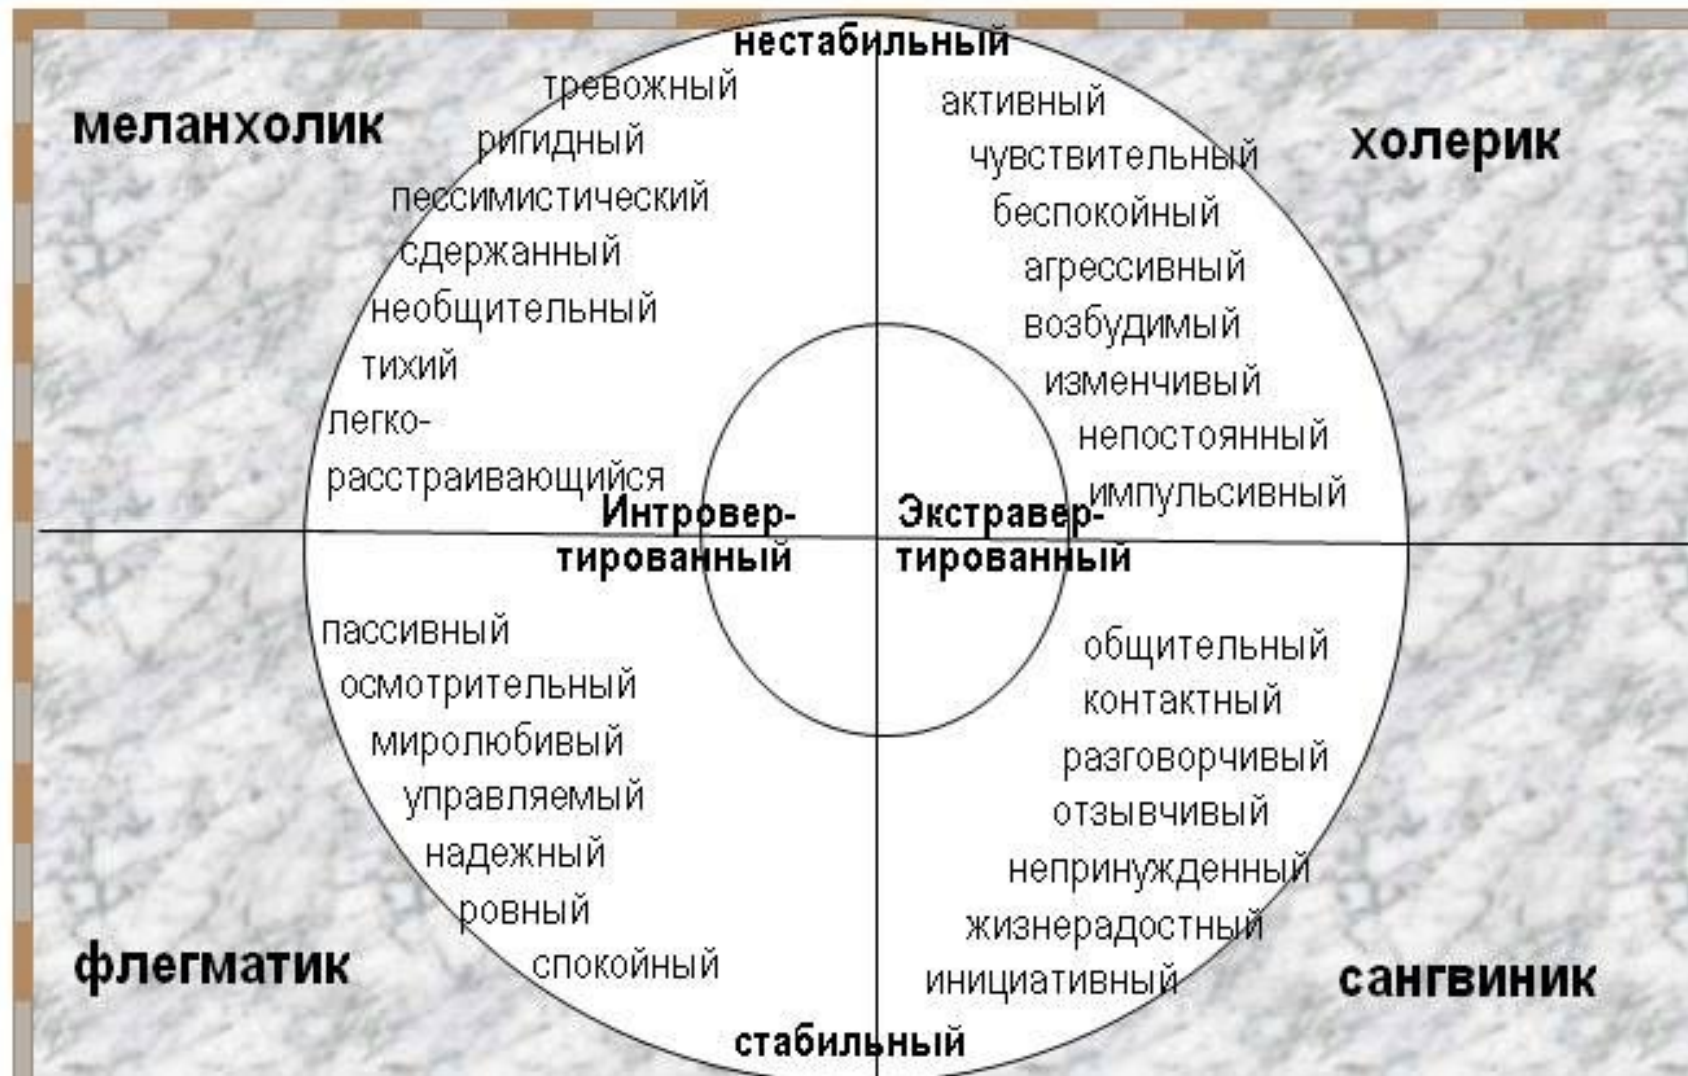 нестабильный
меланхолик
тревожный
ригидный
пессимистический
сдержанный
необщительный
тихий
легко-
расстраивающийся
холерик
активный
чувствительный
беспокойный
агрессивный
возбудимый
изменчивый
непостоянный
импульсивный
Интровер-
тированный
Экстравер-
тированный
пассивный
осмотрительный
миролюбивый
управляемый
надежный
ровный
спокойный
флегматик
общительный
контактный
разговорчивый
отзывчивый
непринужденный
жизнерадостный
инициативный
сангвиник
стабильный